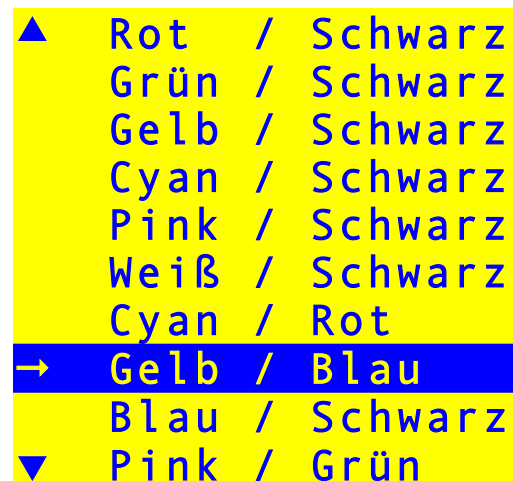 Rot / Schwarz
Grün / Schwarz
Gelb / Schwarz
Cyan / Schwarz
Pink / Schwarz
Weiß / Schwarz
Cyan / Rot
→ Gelb / Blau
Blau / Schwarz
Pink / Grün